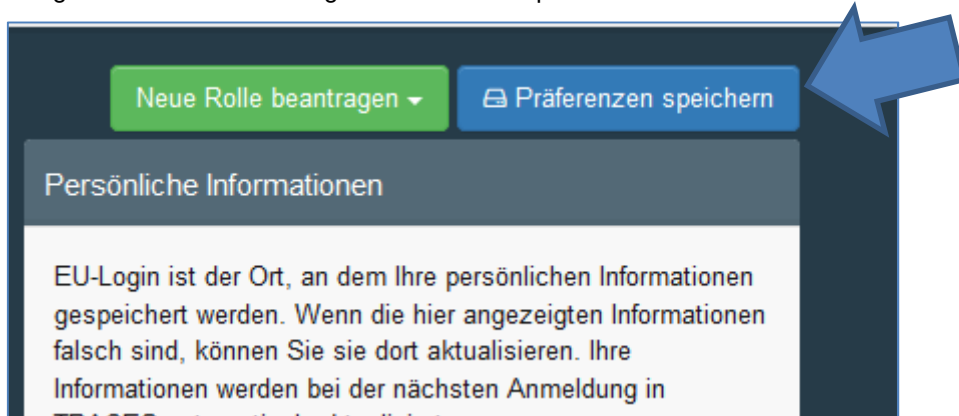 Neue Rolle beantragen
Präferenzen speichern
Persönliche Informationen
EU-Login ist der Ort, an dem Ihre persönlichen Informationen
gespeichert werden. Wenn die hier angezeigten Informationen
falsch sind, können Sie sie dort aktualisieren. Ihre
Informationen werden bei der nächsten Anmeldung in